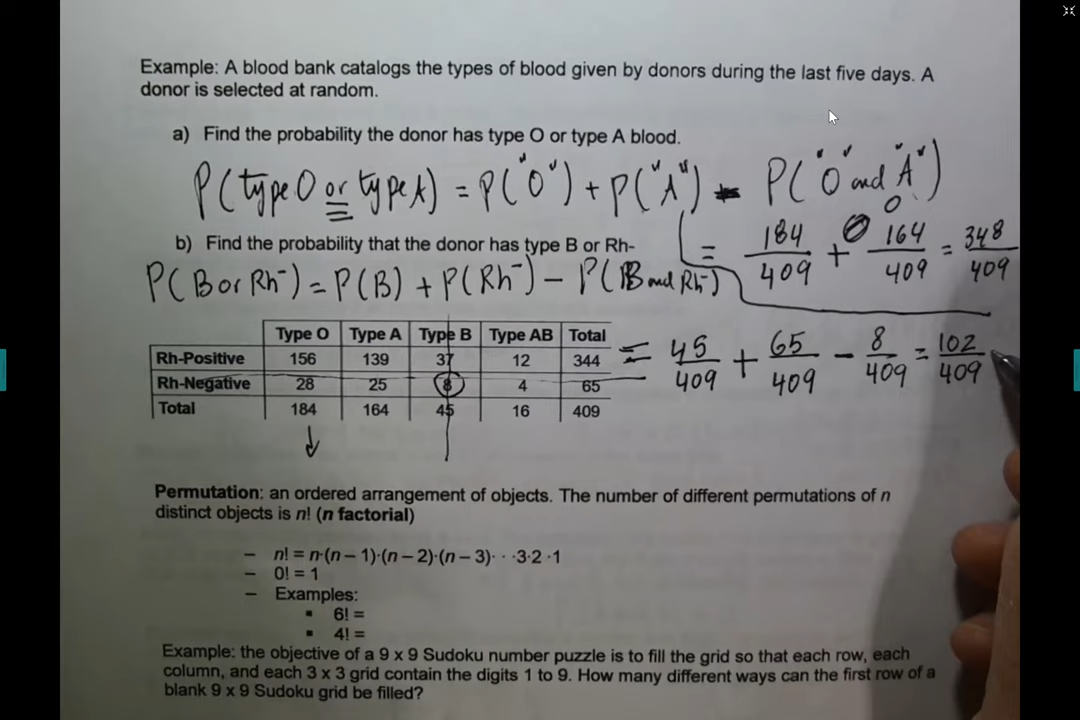 Example: A blood bank catalogs the types of blood given by donors during the last five days. A
donor is selected at random.
a) Find the probability the donor has type O or type A blood.
P(type O or type A) = P("O") + P("A") - P("O" and "A")
0
= 184/409 + 164/409 = 348/409
b) Find the probability that the donor has type B or Rh-
P(B or Rh⁻) = P(B) + P(Rh⁻) - P(B and Rh⁻)
Type O Type A Type B Type AB Total
Rh-Positive 156 139 37 12 344
Rh-Negative 28 25 8 4 65
Total 184 164 45 16 409
= 45/409 + 65/409 - 8/409 = 102/409
Permutation: an ordered arrangement of objects. The number of different permutations of n
distinct objects is n! (n factorial)
– n! = n·(n – 1)·(n – 2)·(n – 3)· · ·3·2 ·1
– 0! = 1
– Examples:
▪ 6! =
▪ 4! =
Example: the objective of a 9 x 9 Sudoku number puzzle is to fill the grid so that each row, each
column, and each 3 x 3 grid contain the digits 1 to 9. How many different ways can the first row of a
blank 9 x 9 Sudoku grid be filled?